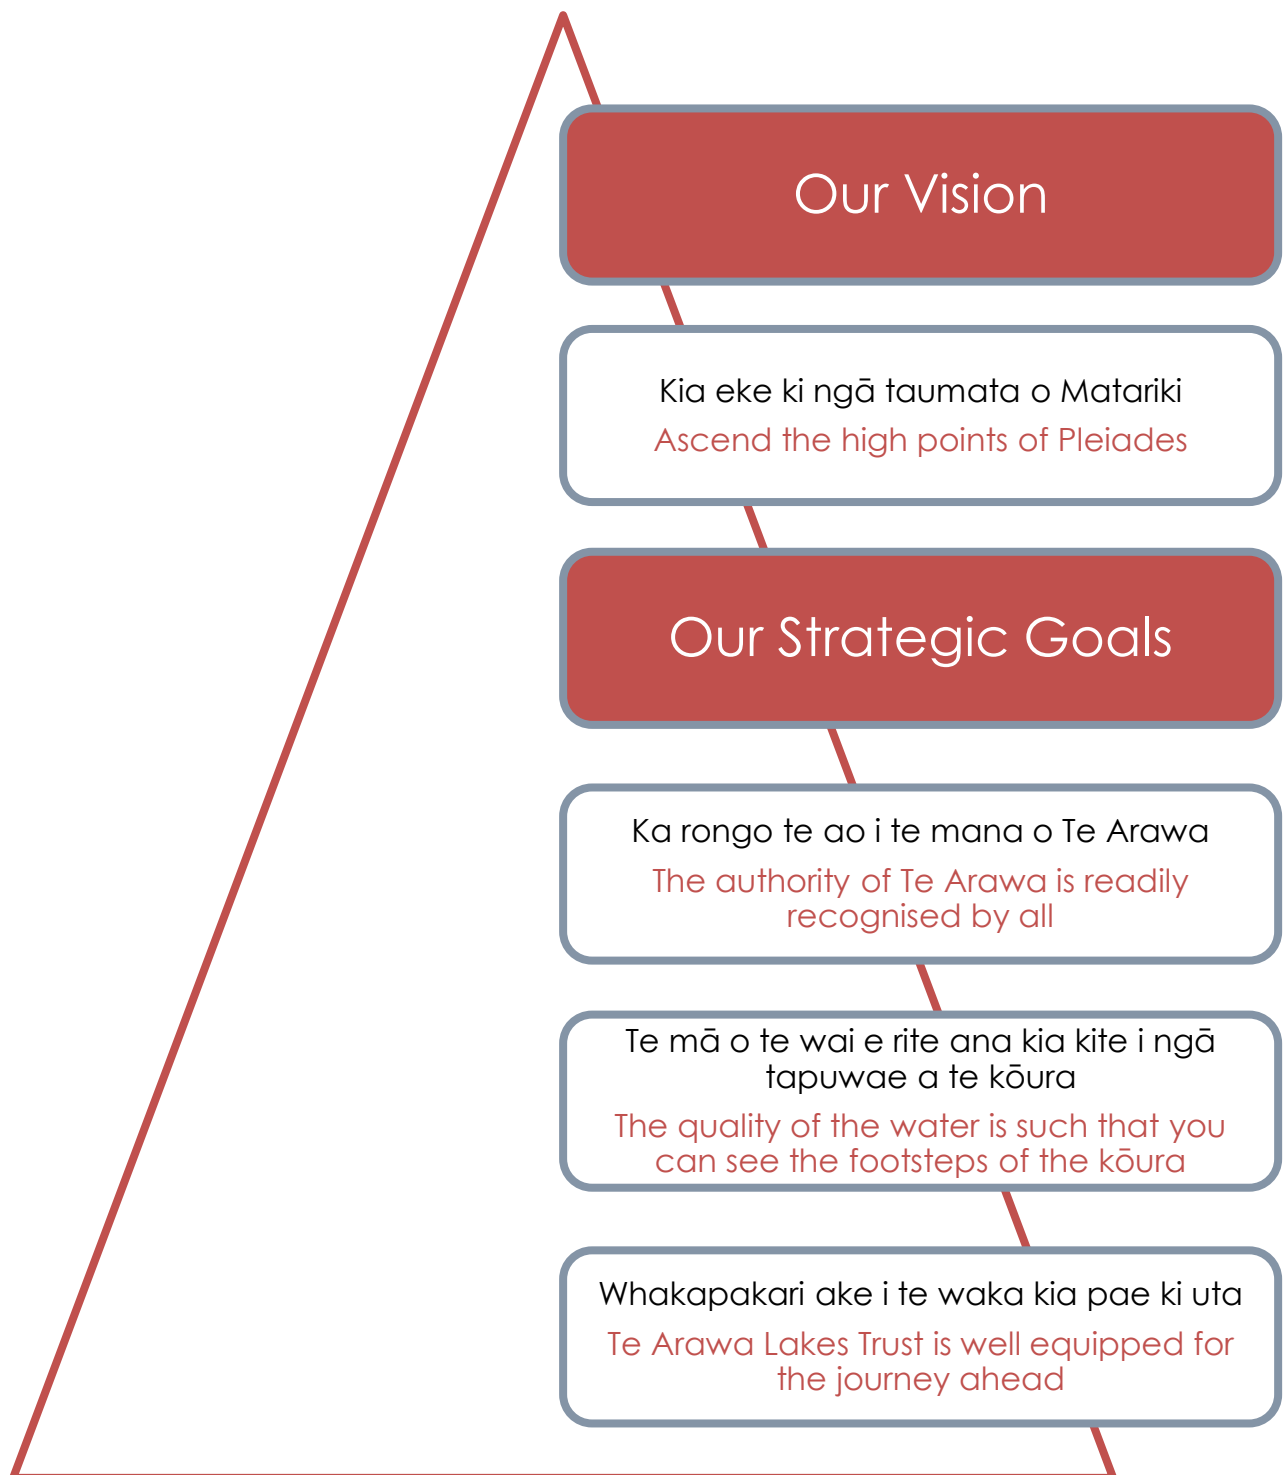 Our Vision
Kia eke ki ngā taumata o Matariki
Ascend the high points of Pleiades
Our Strategic Goals
Ka rongo te ao i te mana o Te Arawa
The authority of Te Arawa is readily
recognised by all
Te mā o te wai e rite ana kia kite i ngā
tapuwae a te kōura
The quality of the water is such that you
can see the footsteps of the kōura
Whakapakari ake i te waka kia pae ki uta
Te Arawa Lakes Trust is well equipped for
the journey ahead